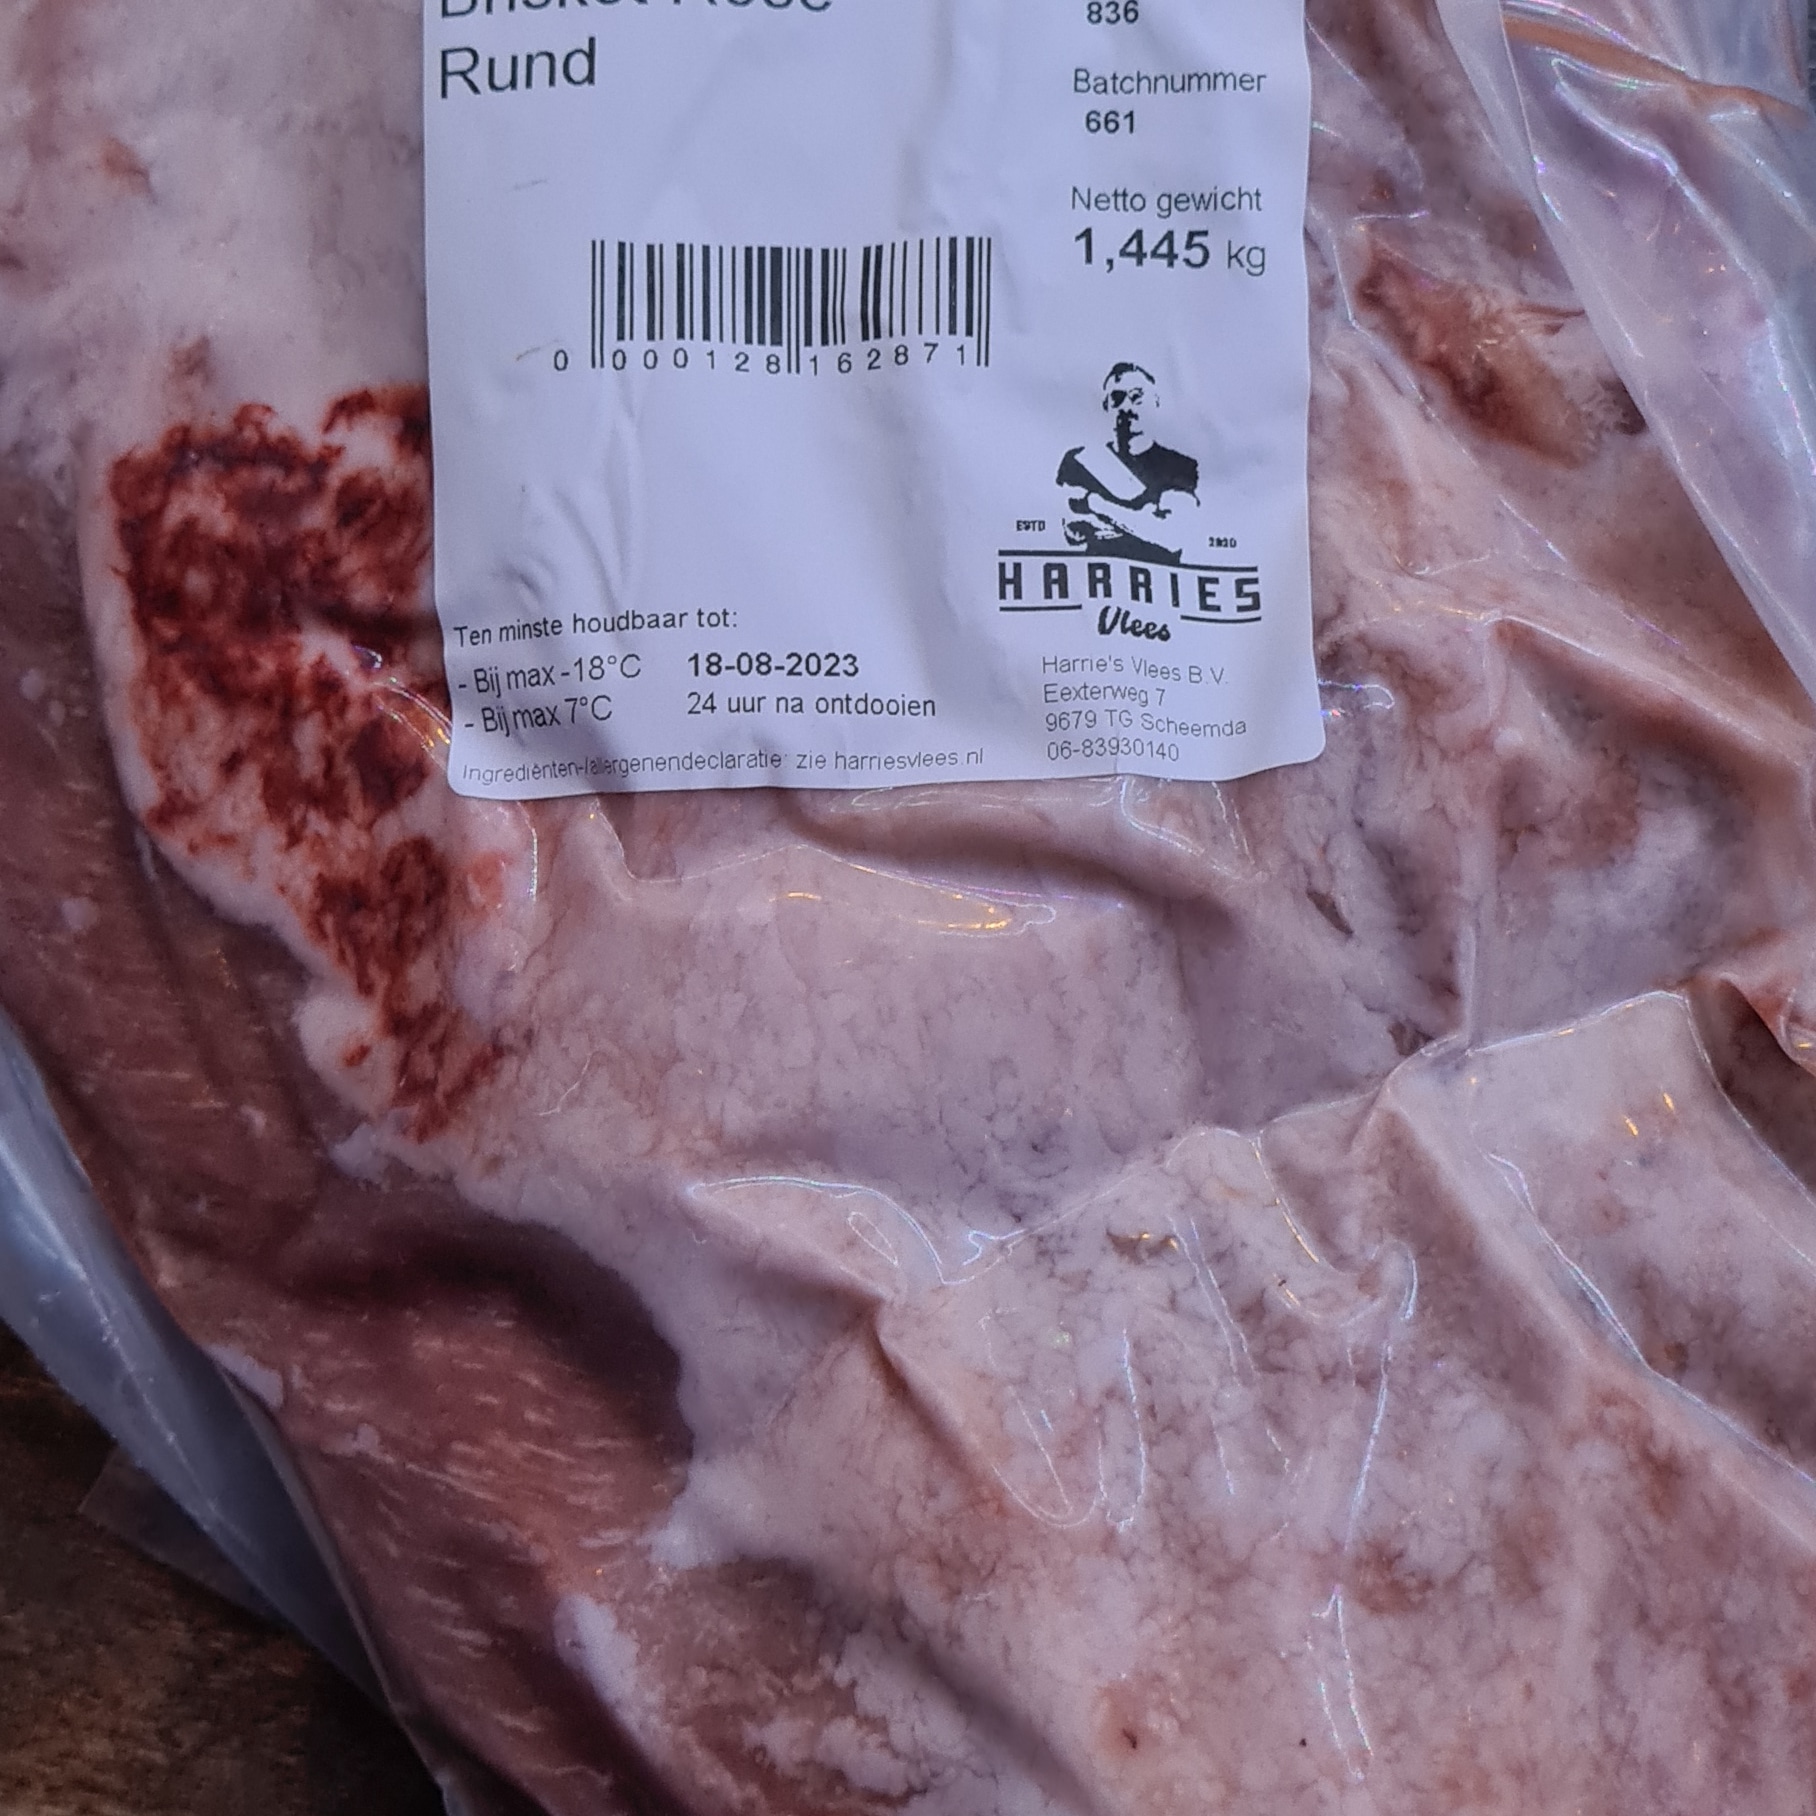 Rund
836
Batchnummer
661
Netto gewicht
1,445 kg
0 000128 162871
ESTD 2020
HARRIES
Vlees
Ten minste houdbaar tot:
- Bij max -18°C 18-08-2023
- Bij max 7°C 24 uur na ontdooien
Ingrediënten-/allergenendeclaratie: zie harriesvlees.nl
Harrie's Vlees B.V.
Eexterweg 7
9679 TG Scheemda
06-83930140